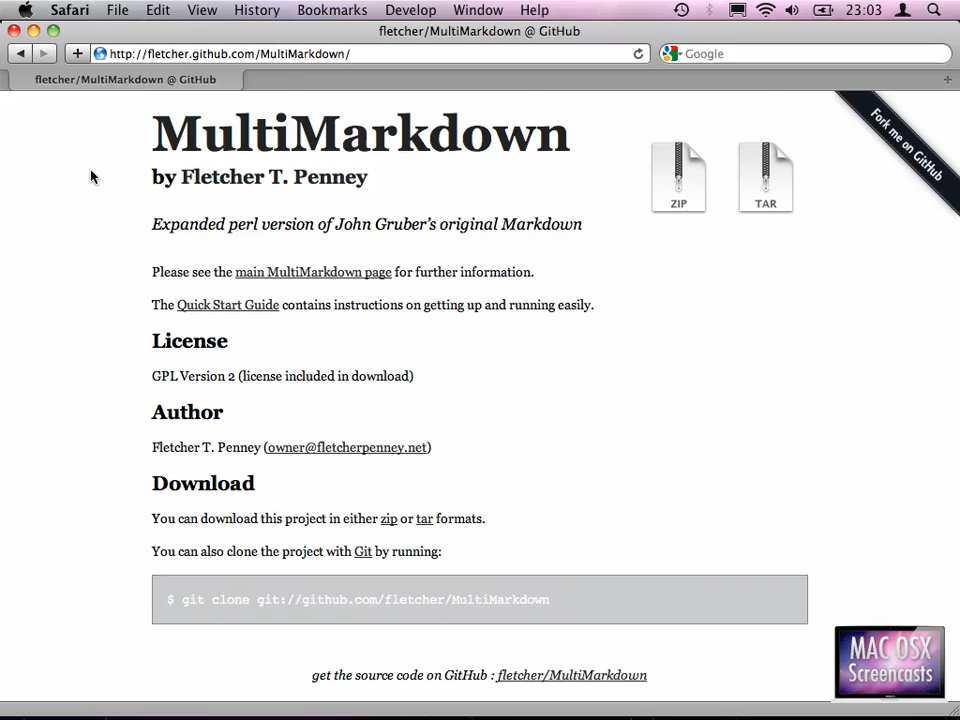 Safari File Edit View History Bookmarks Develop Window Help 23:03
fletcher/MultiMarkdown @ GitHub
http://fletcher.github.com/MultiMarkdown/ Google
fletcher/MultiMarkdown @ GitHub
Fork me on GitHub
MultiMarkdown
by Fletcher T. Penney
ZIP TAR
Expanded perl version of John Gruber's original Markdown
Please see the main MultiMarkdown page for further information.
The Quick Start Guide contains instructions on getting up and running easily.
License
GPL Version 2 (license included in download)
Author
Fletcher T. Penney (owner@fletcherpenney.net)
Download
You can download this project in either zip or tar formats.
You can also clone the project with Git by running:
$ git clone git://github.com/fletcher/MultiMarkdown
get the source code on GitHub : fletcher/MultiMarkdown
MAC OSX
Screencasts